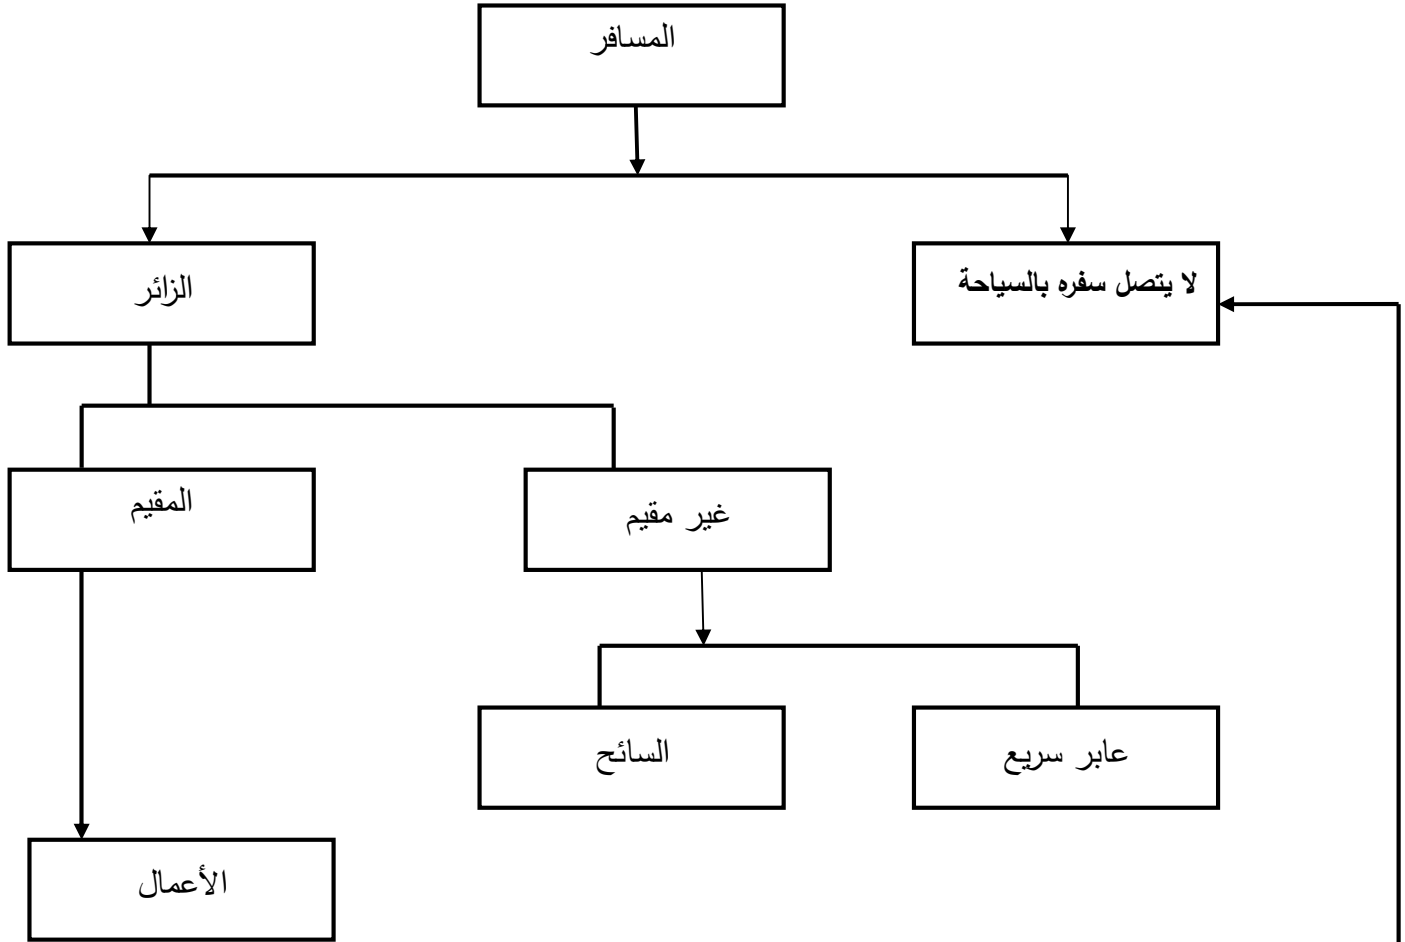 المسافر
لا يتصل سفره بالسياحة
الزائر
غير مقيم
المقيم
عابر سريع
السائح
الأعمال